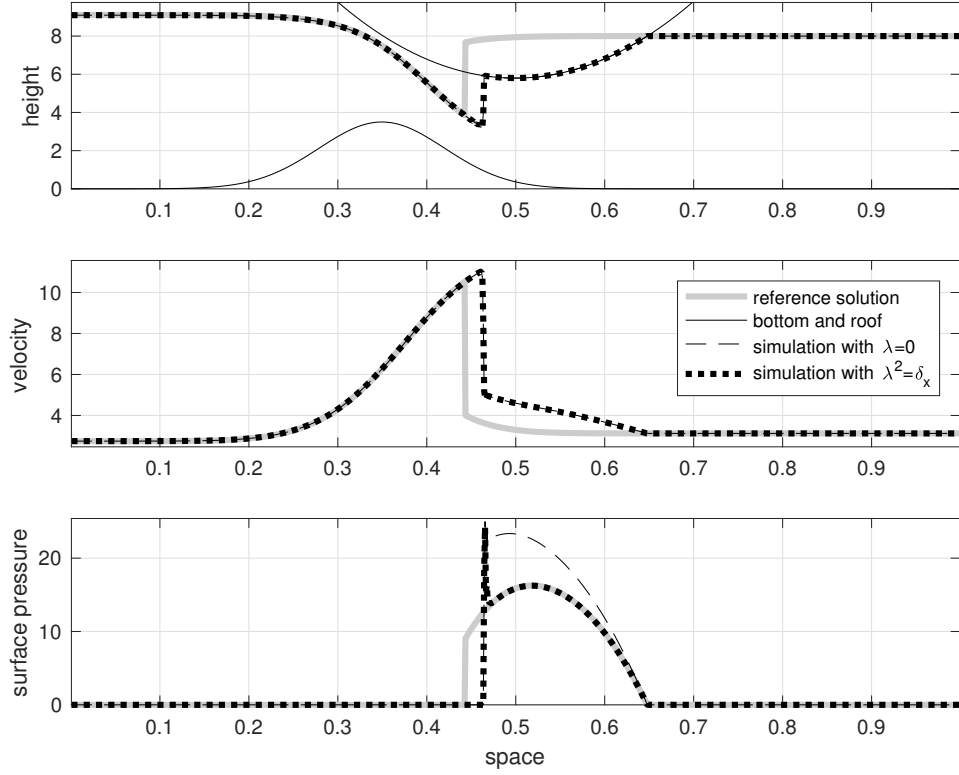 8
6
4
2
0
height
0.1 0.2 0.3 0.4 0.5 0.6 0.7 0.8 0.9
10
8
6
4
velocity
reference solution
bottom and roof
simulation with λ=0
simulation with λ²=δₓ
0.1 0.2 0.3 0.4 0.5 0.6 0.7 0.8 0.9
20
10
0
surface pressure
0.1 0.2 0.3 0.4 0.5 0.6 0.7 0.8 0.9
space